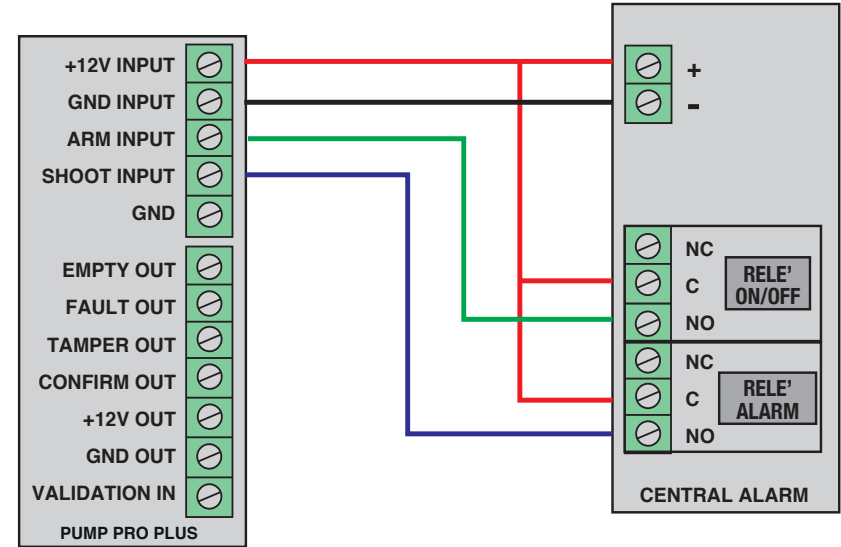 +12V INPUT
GND INPUT
ARM INPUT
SHOOT INPUT
GND
EMPTY OUT
FAULT OUT
TAMPER OUT
CONFIRM OUT
+12V OUT
GND OUT
VALIDATION IN
PUMP PRO PLUS
+
-
NC
C
NO
RELE'
ON/OFF
NC
C
NO
RELE'
ALARM
CENTRAL ALARM